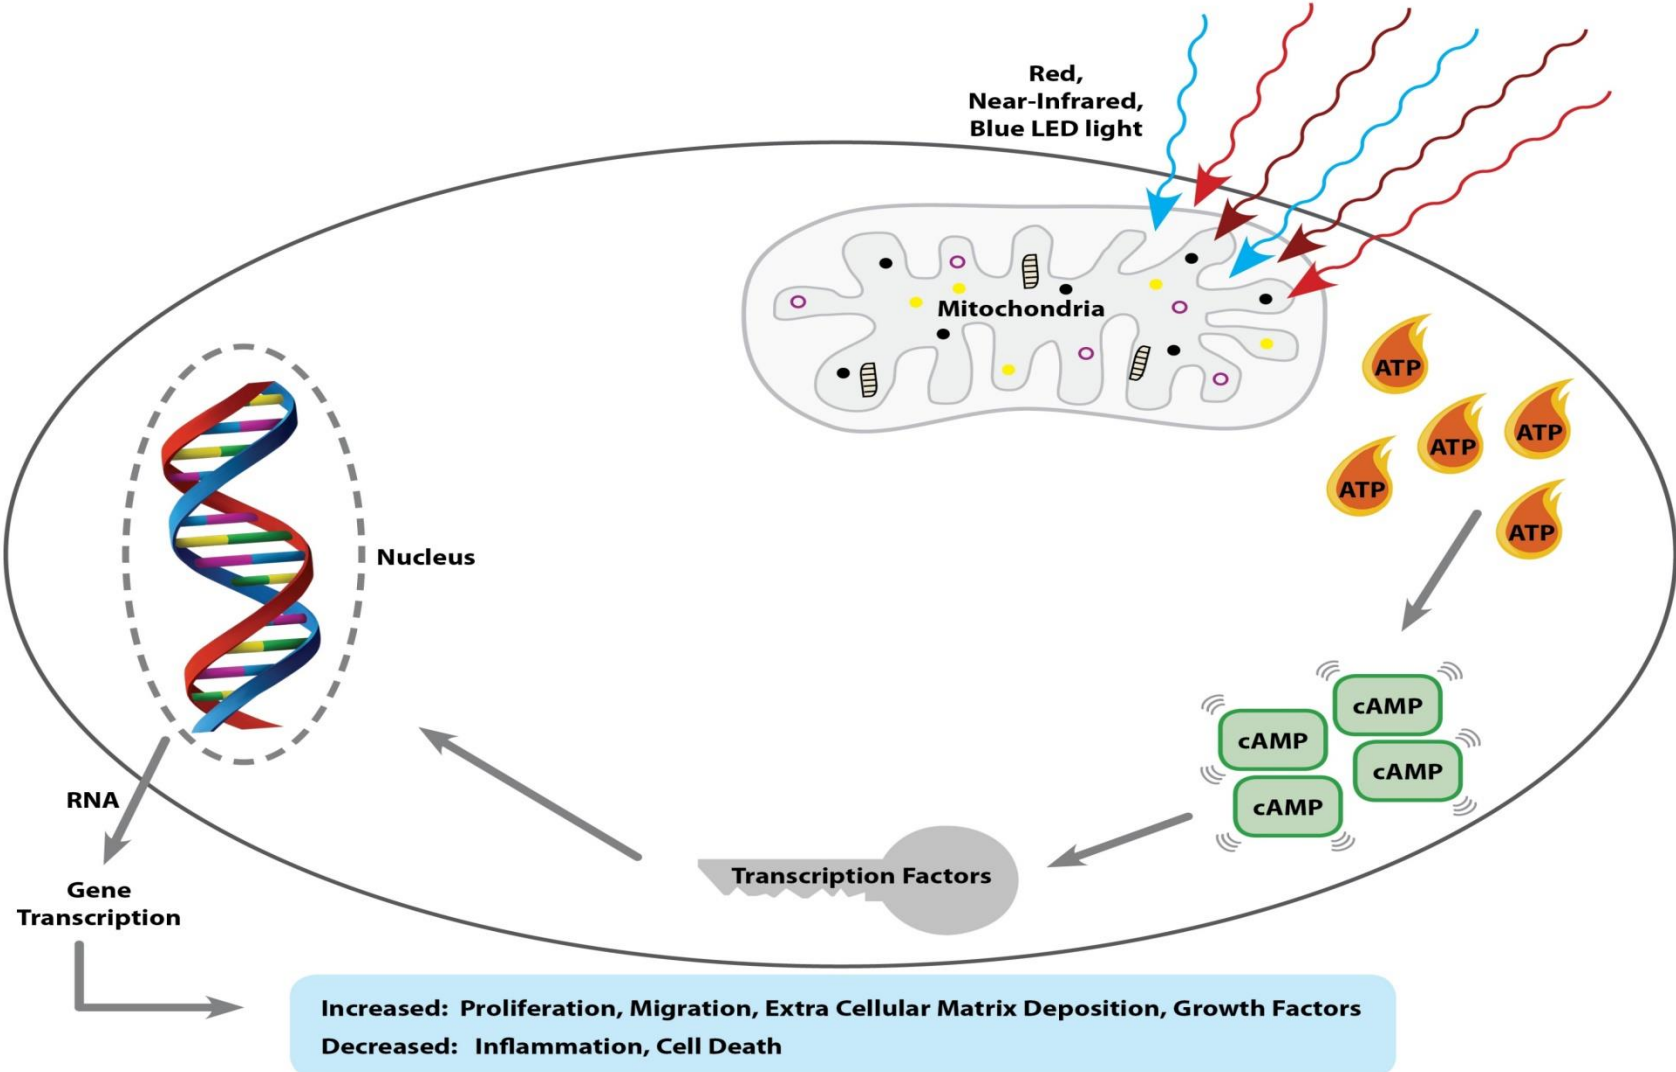 Red,
Near-Infrared,
Blue LED light
Mitochondria
ATP
ATP
ATP
ATP
ATP
Nucleus
cAMP
cAMP
cAMP
cAMP
Transcription Factors
RNA
Gene
Transcription
Increased: Proliferation, Migration, Extra Cellular Matrix Deposition, Growth Factors
Decreased: Inflammation, Cell Death